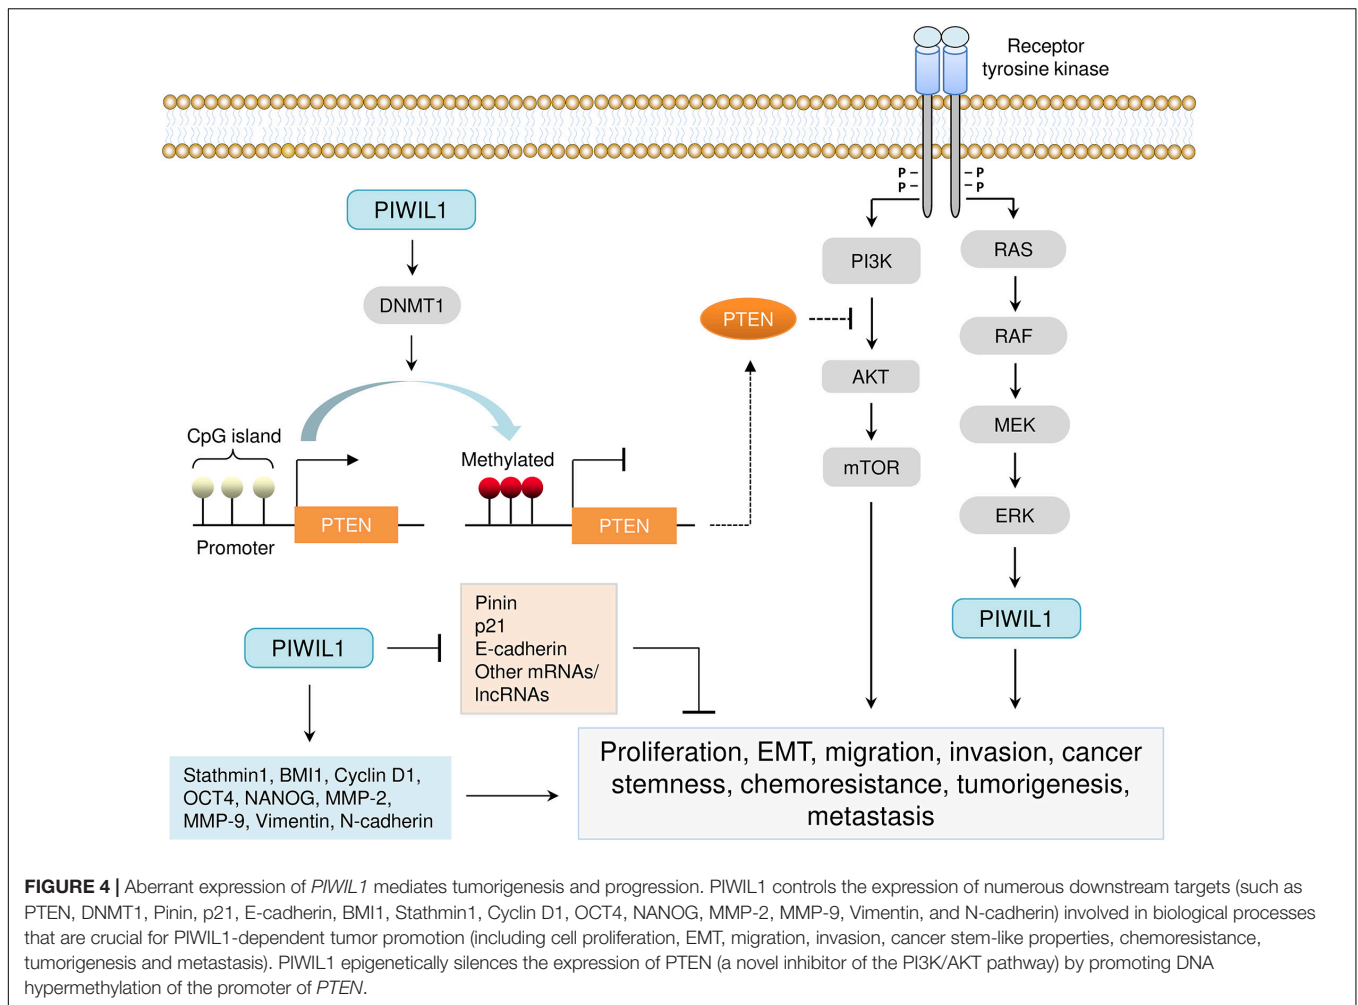 Receptor
tyrosine kinase
P
P
P
P
PIWIL1
DNMT1
CpG island
PTEN
Promoter
Methylated
PTEN
PTEN
PI3K
AKT
mTOR
RAS
RAF
MEK
ERK
PIWIL1
PIWIL1
Pinin
p21
E-cadherin
Other mRNAs/
lncRNAs
Stathmin1, BMI1, Cyclin D1,
OCT4, NANOG, MMP-2,
MMP-9, Vimentin, N-cadherin
Proliferation, EMT, migration, invasion, cancer
stemness, chemoresistance, tumorigenesis,
metastasis
FIGURE 4 | Aberrant expression of PIWIL1 mediates tumorigenesis and progression. PIWIL1 controls the expression of numerous downstream targets (such as
PTEN, DNMT1, Pinin, p21, E-cadherin, BMI1, Stathmin1, Cyclin D1, OCT4, NANOG, MMP-2, MMP-9, Vimentin, and N-cadherin) involved in biological processes
that are crucial for PIWIL1-dependent tumor promotion (including cell proliferation, EMT, migration, invasion, cancer stem-like properties, chemoresistance,
tumorigenesis and metastasis). PIWIL1 epigenetically silences the expression of PTEN (a novel inhibitor of the PI3K/AKT pathway) by promoting DNA
hypermethylation of the promoter of PTEN.